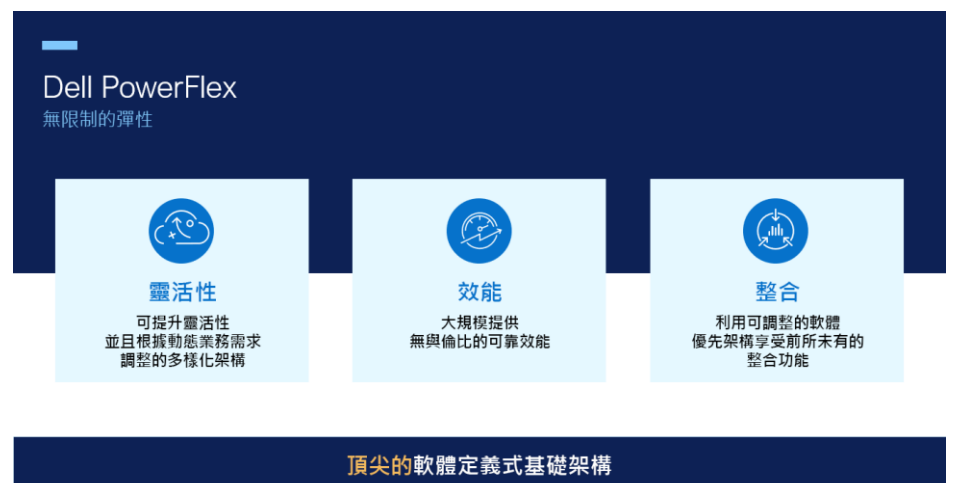 Dell PowerFlex
無限制的彈性
靈活性
可提升靈活性
並且根據動態業務需求
調整的多樣化架構
效能
大規模提供
無與倫比的可靠效能
整合
利用可調整的軟體
優先架構享受前所未有的
整合功能
頂尖的軟體定義式基礎架構